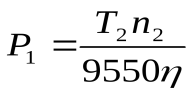 P₁ = T₂n₂ / 9550η